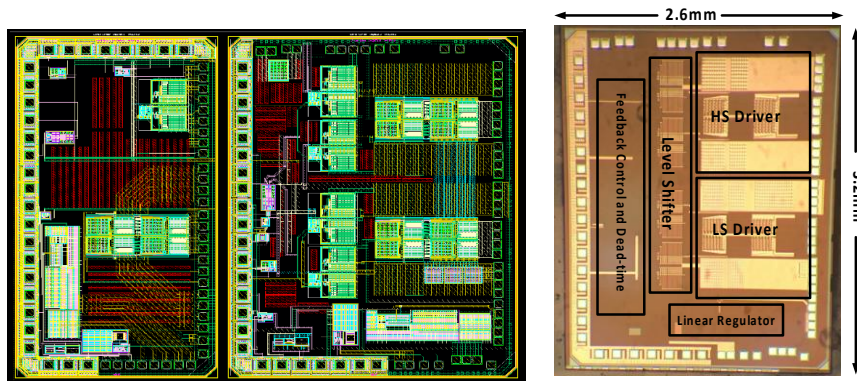 2.6mm
HS Driver
Level Shifter
Feedback Control and Dead-time
LS Driver
Linear Regulator